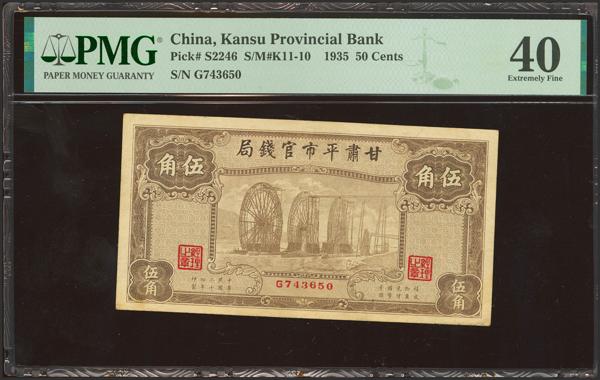 PMG
PAPER MONEY GUARANTY
China, Kansu Provincial Bank
Pick# S2246 S/M#K11-10 1935 50 Cents
S/N G743650
40
Extremely Fine
局錢官市平肅甘
角伍
角伍
G743650
伍角
伍角